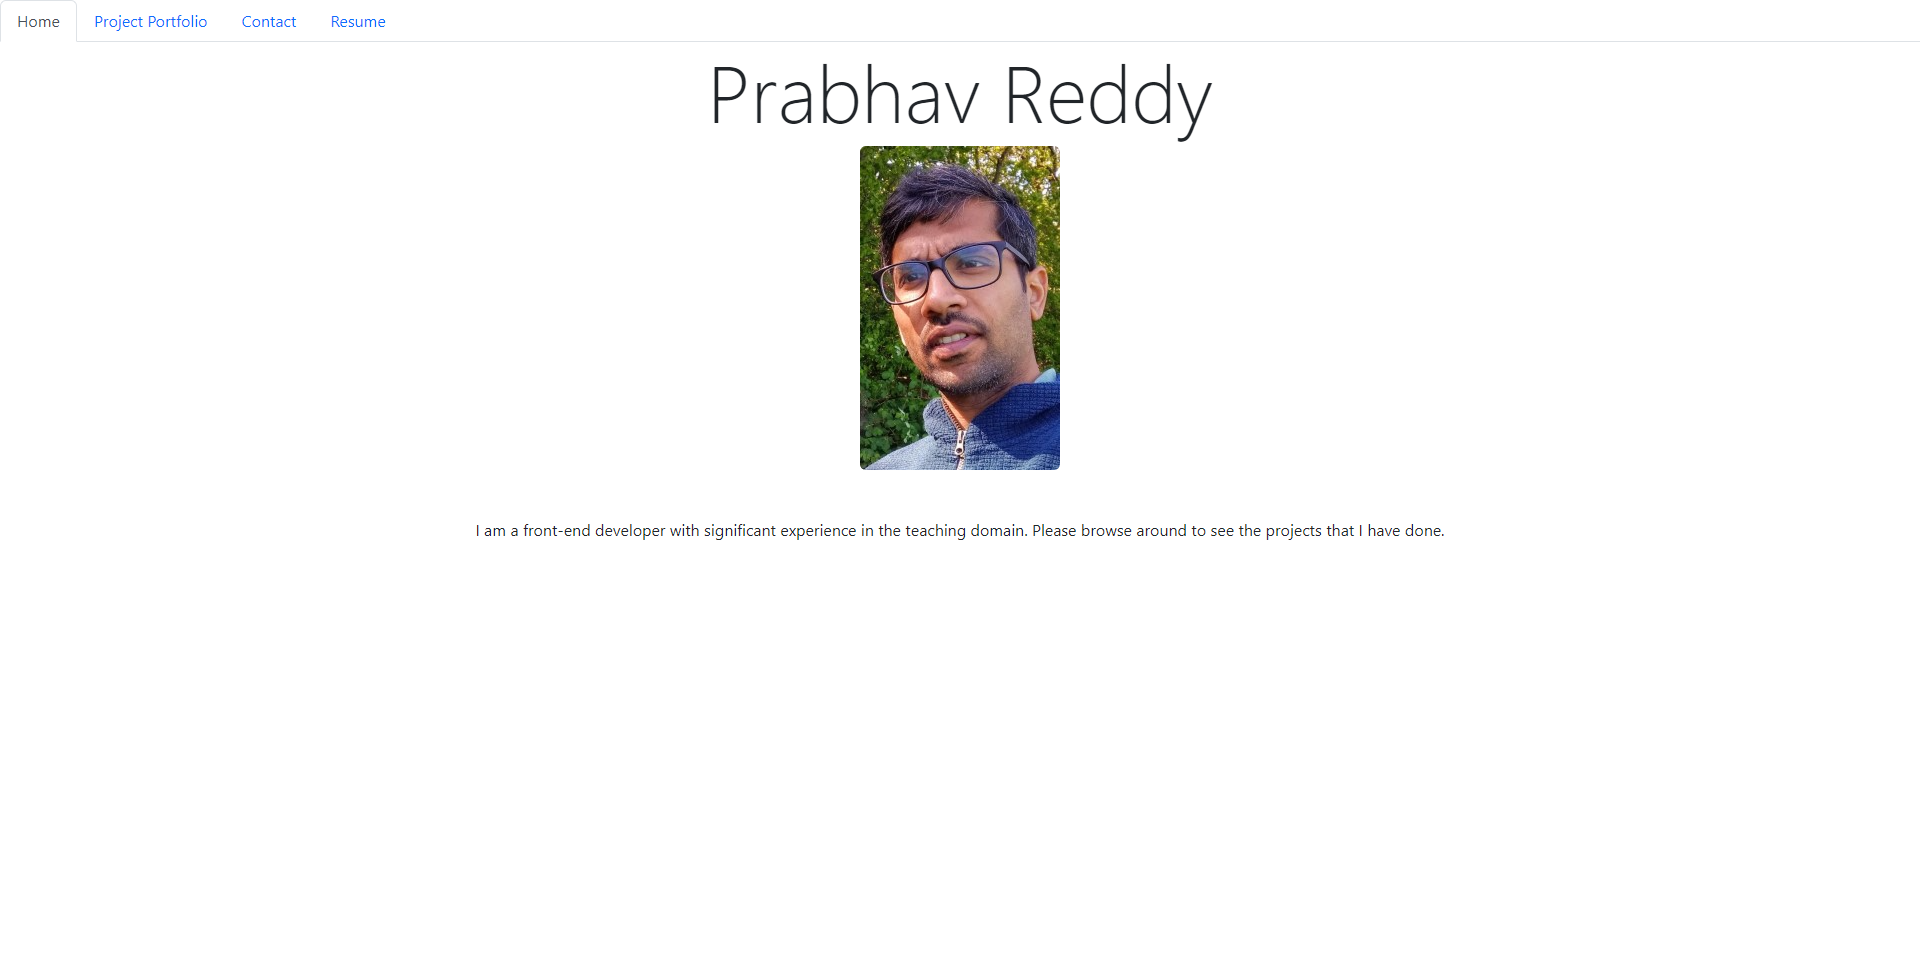 Home Project Portfolio Contact Resume
Prabhav Reddy
I am a front-end developer with significant experience in the teaching domain. Please browse around to see the projects that I have done.